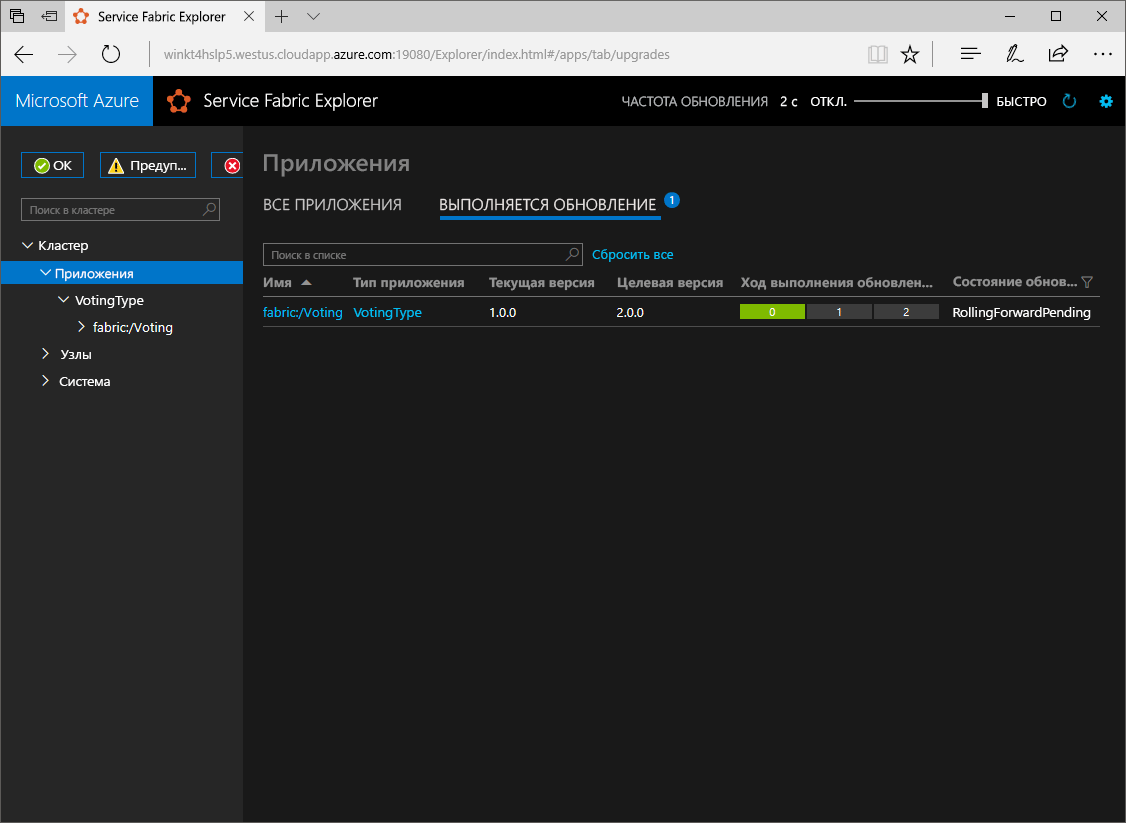 Service Fabric Explorer
winkt4hslp5.westus.cloudapp.azure.com:19080/Explorer/index.html#/apps/tab/upgrades
Microsoft Azure
Service Fabric Explorer
ЧАСТОТА ОБНОВЛЕНИЯ 2 с ОТКЛ. БЫСТРО
OK Предуп...
Поиск в кластере
Кластер
Приложения
VotingType
fabric:/Voting
Узлы
Система
Приложения
ВСЕ ПРИЛОЖЕНИЯ ВЫПОЛНЯЕТСЯ ОБНОВЛЕНИЕ 1
Поиск в списке Сбросить все
Имя Тип приложения Текущая версия Целевая версия Ход выполнения обновлен... Состояние обнов...
fabric:/Voting VotingType 1.0.0 2.0.0 0 1 2 RollingForwardPending